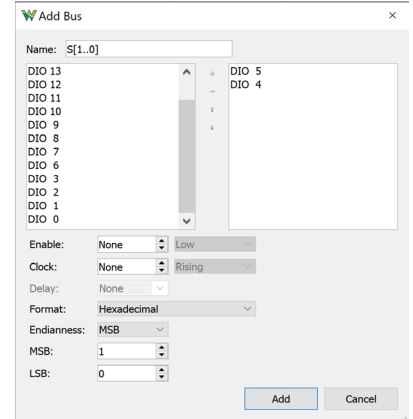 Add Bus
Name: S[1..0]
DIO 13
DIO 12
DIO 11
DIO 10
DIO 9
DIO 8
DIO 7
DIO 6
DIO 3
DIO 2
DIO 1
DIO 0
DIO 5
DIO 4
Enable: None Low
Clock: None Rising
Delay: None
Format: Hexadecimal
Endianness: MSB
MSB: 1
LSB: 0
Add Cancel